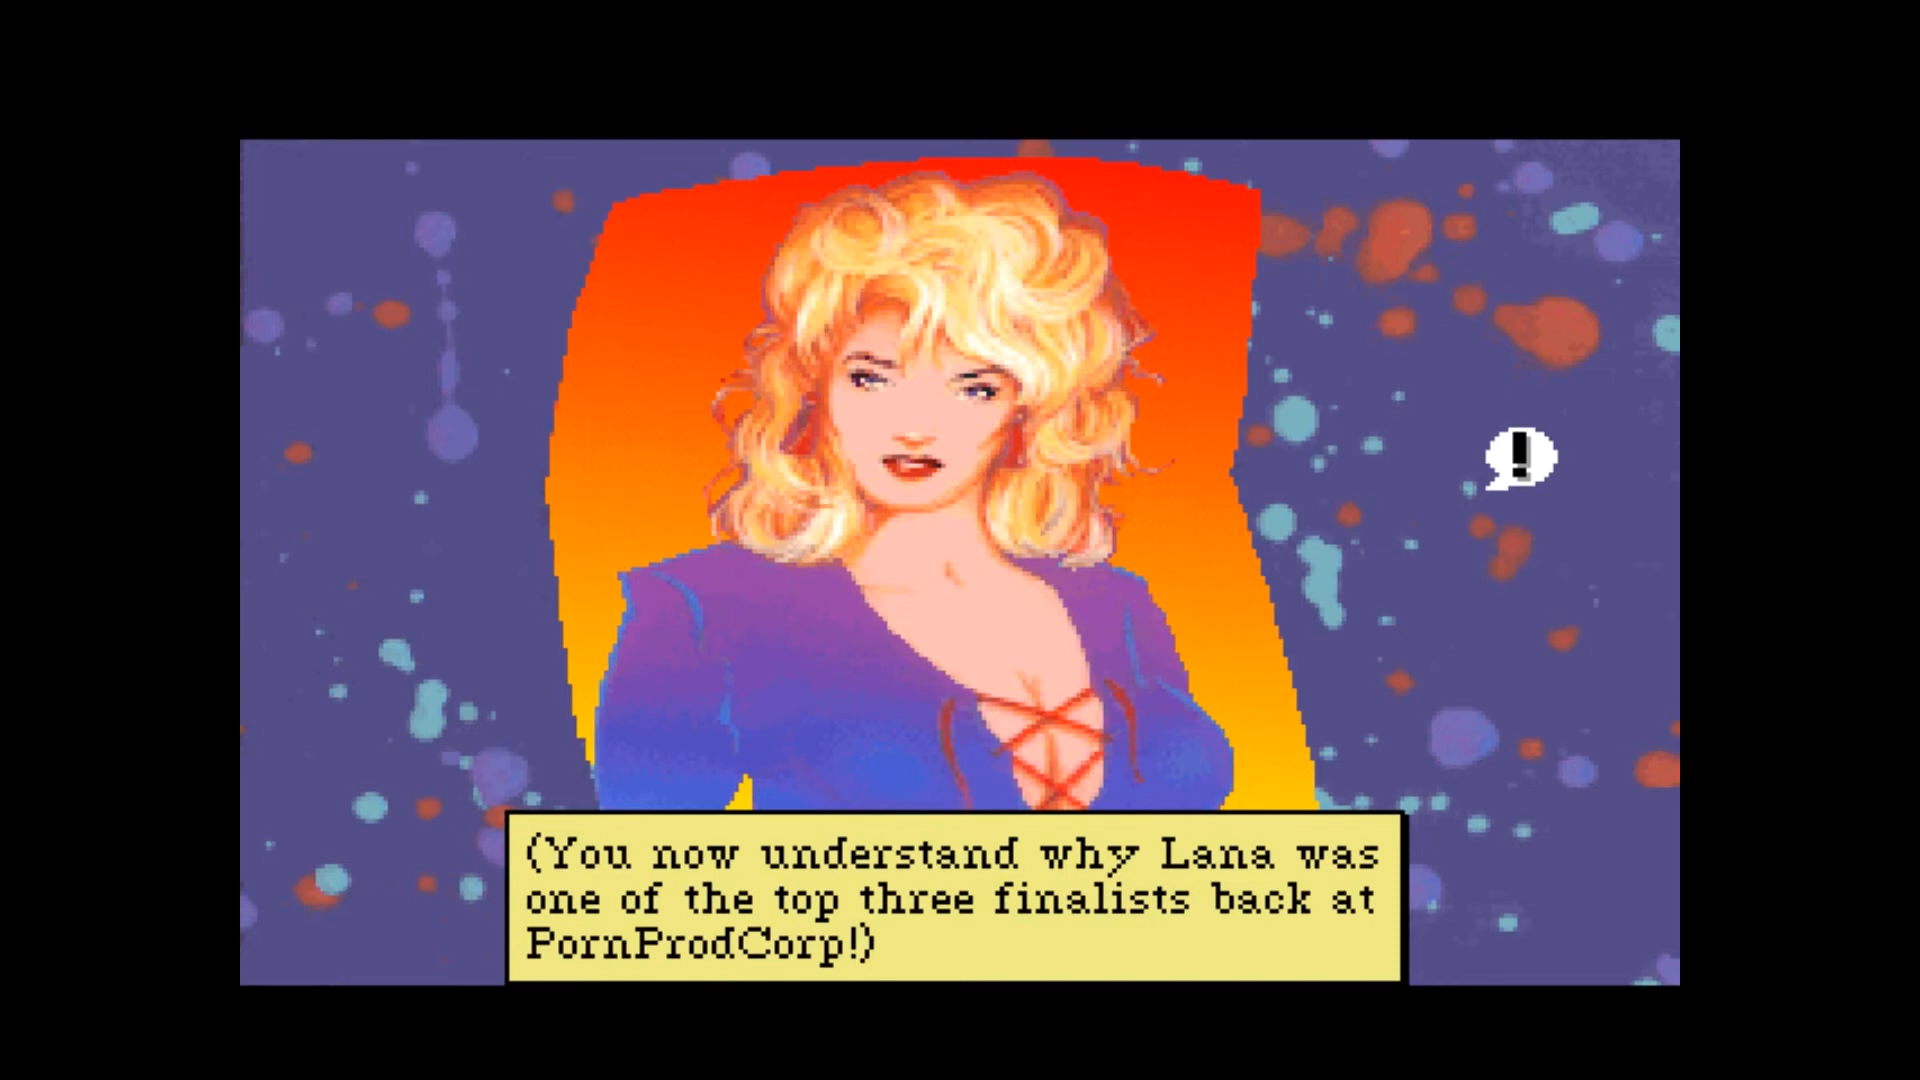 !
(You now understand why Lana was
one of the top three finalists back at
PornProdCorp!)